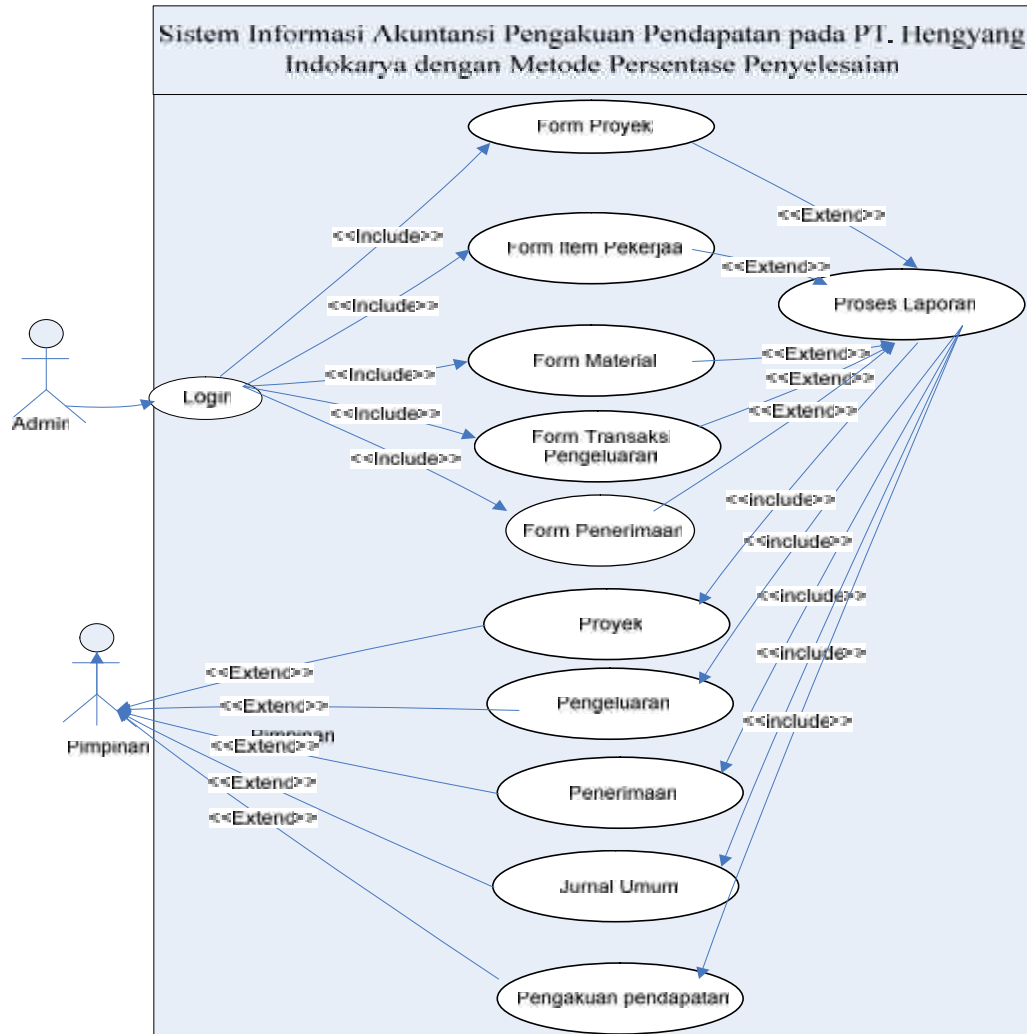 Sistem Informasi Akuntansi Pengakuan Pendapatan pada PT. Hengyang
Indokarya dengan Metode Persentase Penyelesaian
Form Proyek
<<Extend>>
<<Include>>
Form Item Pekerjaa
<<Extend>>
<<Include>>
Proses Laporan
Form Material
<<Extend>>
<<Include>>
<<Extend>>
Login
Admin
<<Include>>
<<Extend>>
Form Transaksi
Pengeluaran
<<Include>>
Form Penerimaan
<<include>>
<<include>>
<<include>>
Proyek
<<include>>
<<Extend>>
Pengeluaran
<<Extend>>
<<include>>
Pimpinan
Pimpinan
<<Extend>>
<<Extend>>
Penerimaan
<<Extend>>
Jurnal Umum
Pengakuan pendapatan